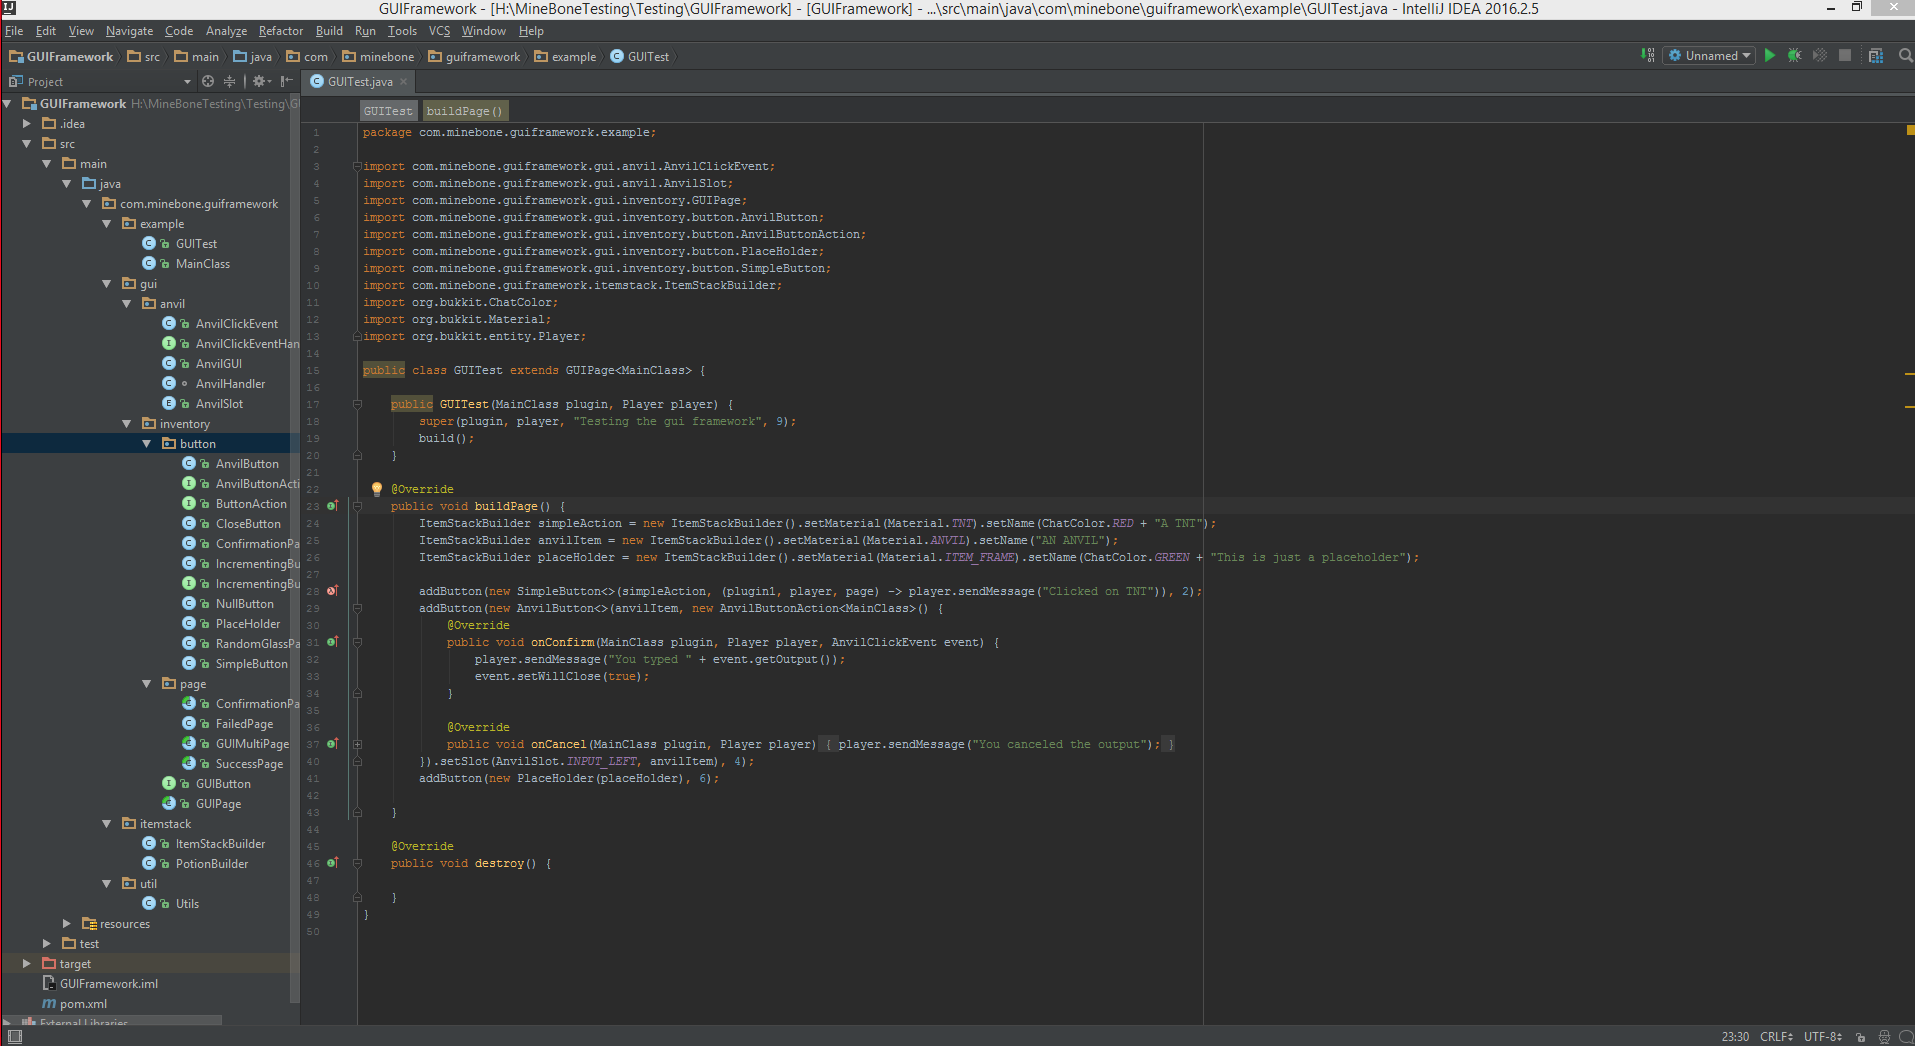 GUIFramework - [H:\MineBoneTesting\Testing\GUIFramework] - [GUIFramework] - ...\src\main\java\com\minebone\guiframework\example\GUITest.java - IntelliJ IDEA 2016.2.5
File Edit View Navigate Code Analyze Refactor Build Run Tools VCS Window Help
GUIFramework src main java com minebone guiframework example GUITest Unnamed
Project
GUITest.java
GUIFramework H:\MineBoneTesting\Testing\G
.idea
src
main
java
com.minebone.guiframework
example
GUITest
MainClass
gui
anvil
AnvilClickEvent
AnvilClickEventHan
AnvilGUI
AnvilHandler
AnvilSlot
inventory
button
AnvilButton
AnvilButtonActi
ButtonAction
CloseButton
ConfirmationPa
IncrementingBu
IncrementingBu
NullButton
PlaceHolder
RandomGlassPa
SimpleButton
page
ConfirmationPa
FailedPage
GUIMultiPage
SuccessPage
GUIButton
GUIPage
itemstack
ItemStackBuilder
PotionBuilder
util
Utils
resources
test
target
GUIFramework.iml
pom.xml
External Libraries
GUITest buildPage()
1 package com.minebone.guiframework.example;
2
3 import com.minebone.guiframework.gui.anvil.AnvilClickEvent;
4 import com.minebone.guiframework.gui.anvil.AnvilSlot;
5 import com.minebone.guiframework.gui.inventory.GUIPage;
6 import com.minebone.guiframework.gui.inventory.button.AnvilButton;
7 import com.minebone.guiframework.gui.inventory.button.AnvilButtonAction;
8 import com.minebone.guiframework.gui.inventory.button.PlaceHolder;
9 import com.minebone.guiframework.gui.inventory.button.SimpleButton;
10 import com.minebone.guiframework.itemstack.ItemStackBuilder;
11 import org.bukkit.ChatColor;
12 import org.bukkit.Material;
13 import org.bukkit.entity.Player;
14
15 public class GUITest extends GUIPage<MainClass> {
16
17 public GUITest(MainClass plugin, Player player) {
18 super(plugin, player, "Testing the gui framework", 9);
19 build();
20 }
21
22 @Override
23 public void buildPage() {
24 ItemStackBuilder simpleAction = new ItemStackBuilder().setMaterial(Material.TNT).setName(ChatColor.RED + "A TNT");
25 ItemStackBuilder anvilItem = new ItemStackBuilder().setMaterial(Material.ANVIL).setName("AN ANVIL");
26 ItemStackBuilder placeHolder = new ItemStackBuilder().setMaterial(Material.ITEM_FRAME).setName(ChatColor.GREEN + "This is just a placeholder");
27
28 addButton(new SimpleButton<>(simpleAction, (plugin1, player, page) -> player.sendMessage("Clicked on TNT")), 2);
29 addButton(new AnvilButton<>(anvilItem, new AnvilButtonAction<MainClass>() {
30 @Override
31 public void onConfirm(MainClass plugin, Player player, AnvilClickEvent event) {
32 player.sendMessage("You typed " + event.getOutput());
33 event.setWillClose(true);
34 }
35
36 @Override
37 public void onCancel(MainClass plugin, Player player) { player.sendMessage("You canceled the output"); }
40 }).setSlot(AnvilSlot.INPUT_LEFT, anvilItem), 4);
41 addButton(new PlaceHolder(placeHolder), 6);
42
43 }
44
45 @Override
46 public void destroy() {
47
48 }
49 }
50
23:30 CRLF UTF-8